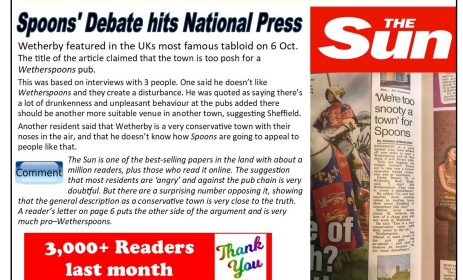 Spoons' Debate hits National Press
Wetherby featured in the UKs most famous tabloid on 6 Oct.
The title of the article claimed that the town is too posh for a
Wetherspoons pub.
This was based on interviews with 3 people. One said he doesn't like
Wetherspoons and they create a disturbance. He was quoted as saying there's
a lot of drunkenness and unpleasant behaviour at the pubs added there
should be another more suitable venue in another town, suggesting Sheffield.
Another resident said that Wetherby is a very conservative town with their
noses in the air, and that he doesn't know how Spoons are going to appeal to
people like that.
Comment
The Sun is one of the best-selling papers in the land with about a
million readers, plus those who read it online. The suggestion
that most residents are 'angry' and against the pub chain is very
doubtful. But there are a surprising number opposing it, showing
that the general description as a conservative town is very close to the truth.
A reader's letter on page 6 puts the other side of the argument and is very
much pro–Wetherspoons.
3,000+ Readers
last month
Thank
You
THE
Sun
'We're too
snooty a
town' for
Spoons